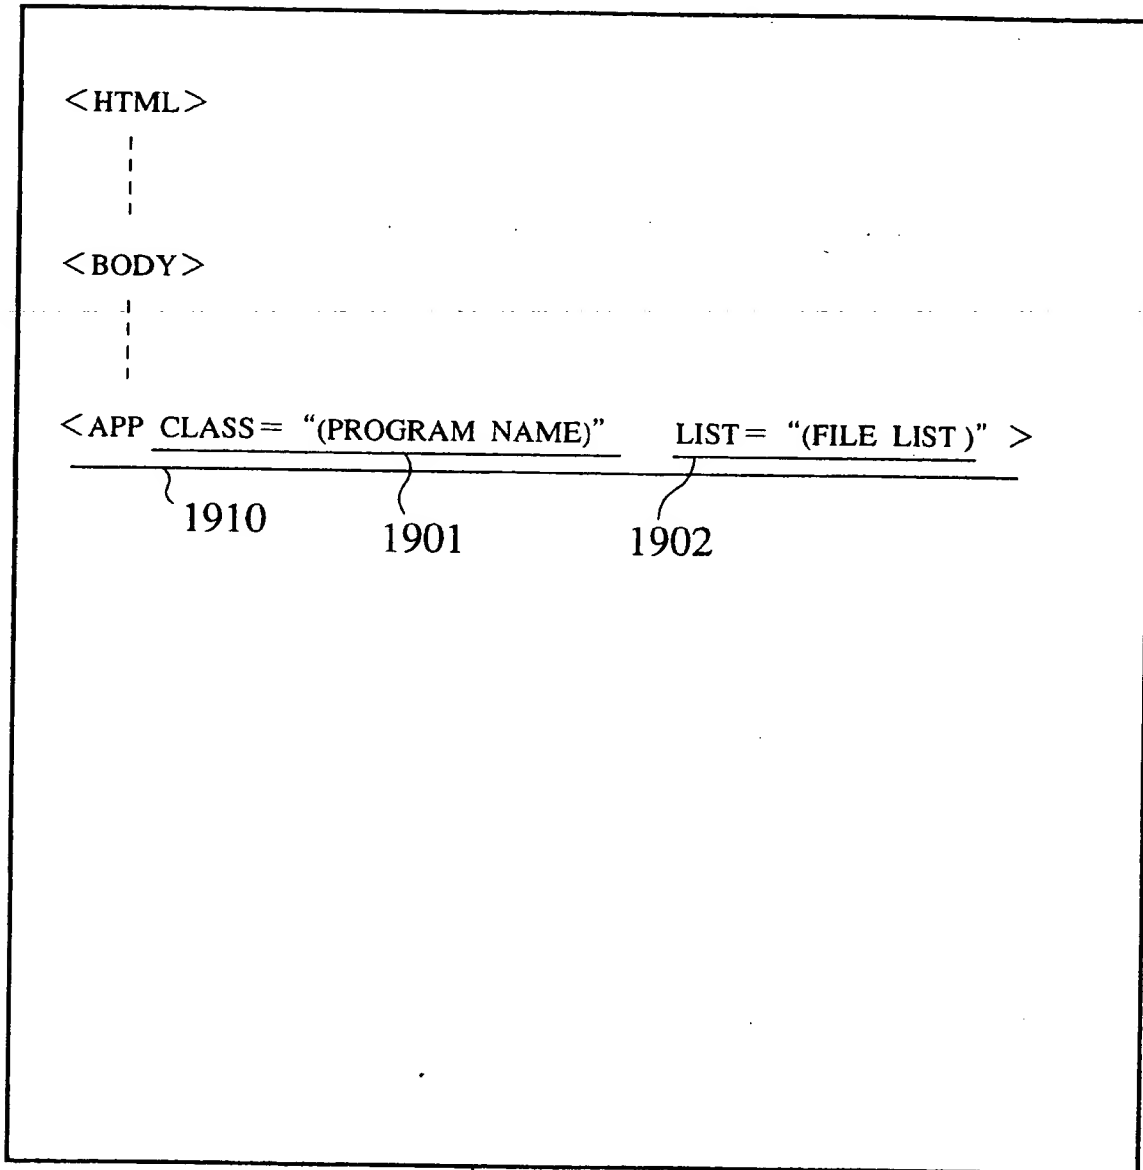 <HTML>
<BODY>
<APP CLASS= “(PROGRAM NAME)” LIST= “(FILE LIST )” >
1910 1901 1902